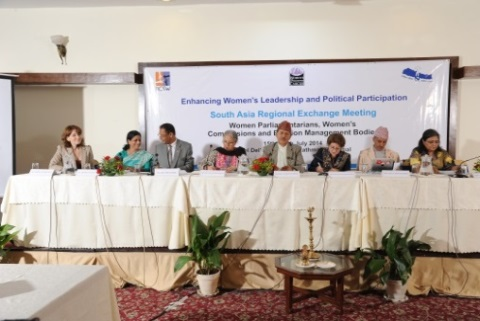 Enhancing Women's Leadership and Political Participation
South Asia Regional Exchange Meeting
Women Parliamentarians, Women's
Commissions and Election Management Bodies
July 2014